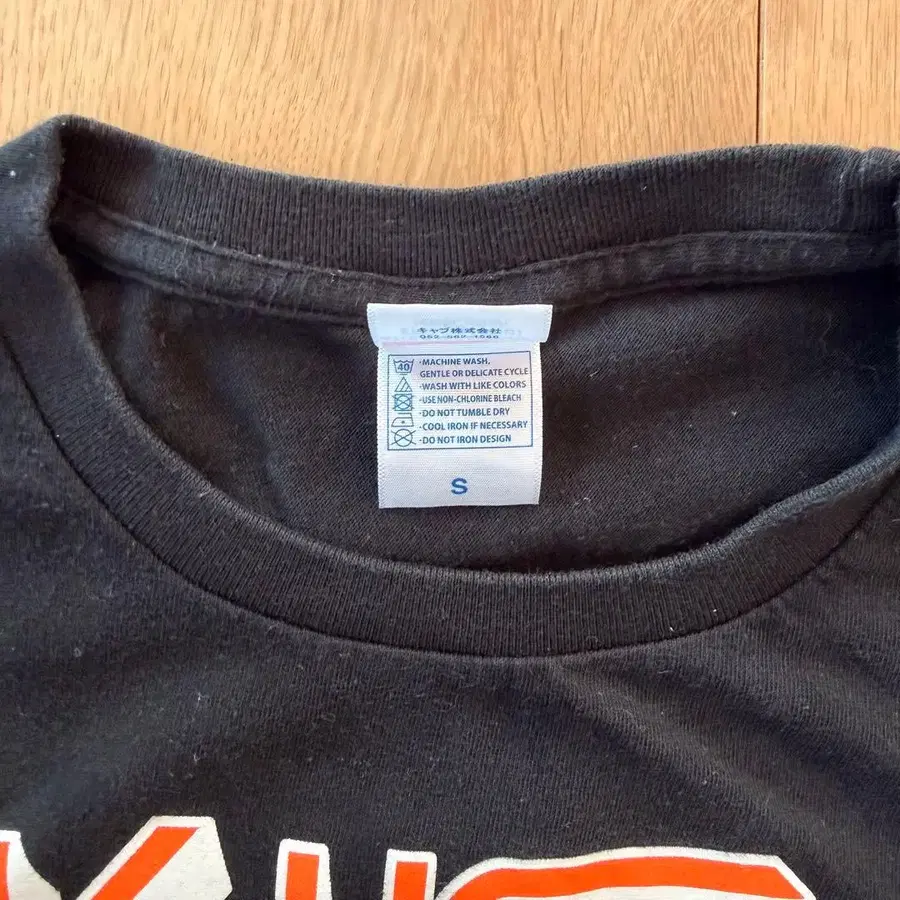 キャブ株式会社
40
·MACHINE WASH.
GENTLE OR DELICATE CYCLE
·WASH WITH LIKE COLORS
·USE NON-CHLORINE BLEACH
·DO NOT TUMBLE DRY
·COOL IRON IF NECESSARY
·DO NOT IRON DESIGN
S